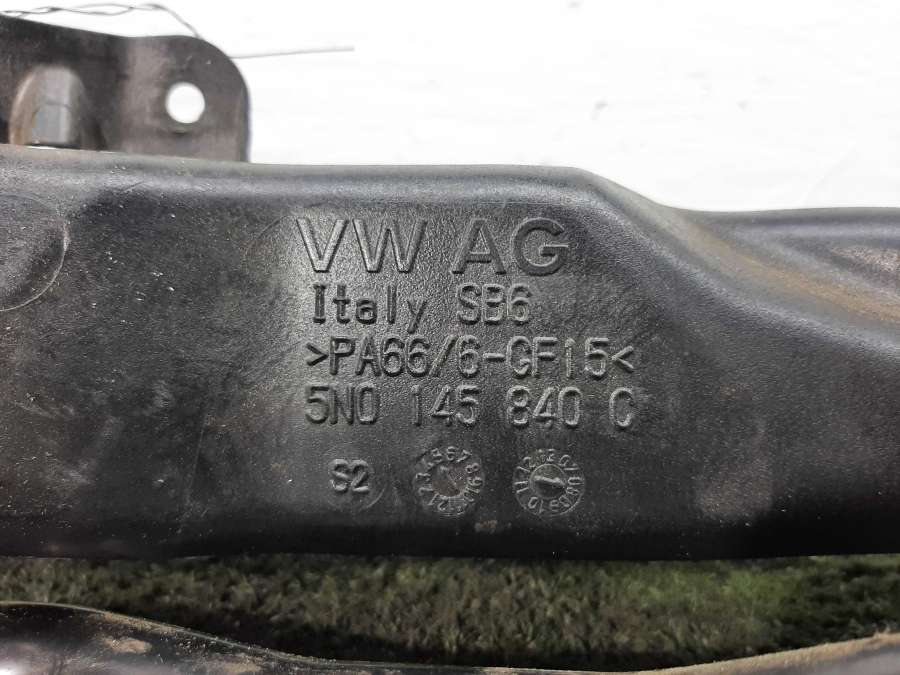 VW AG
Italy SB6
>PA66/6-GF15<
5N0 145 840 C
S2